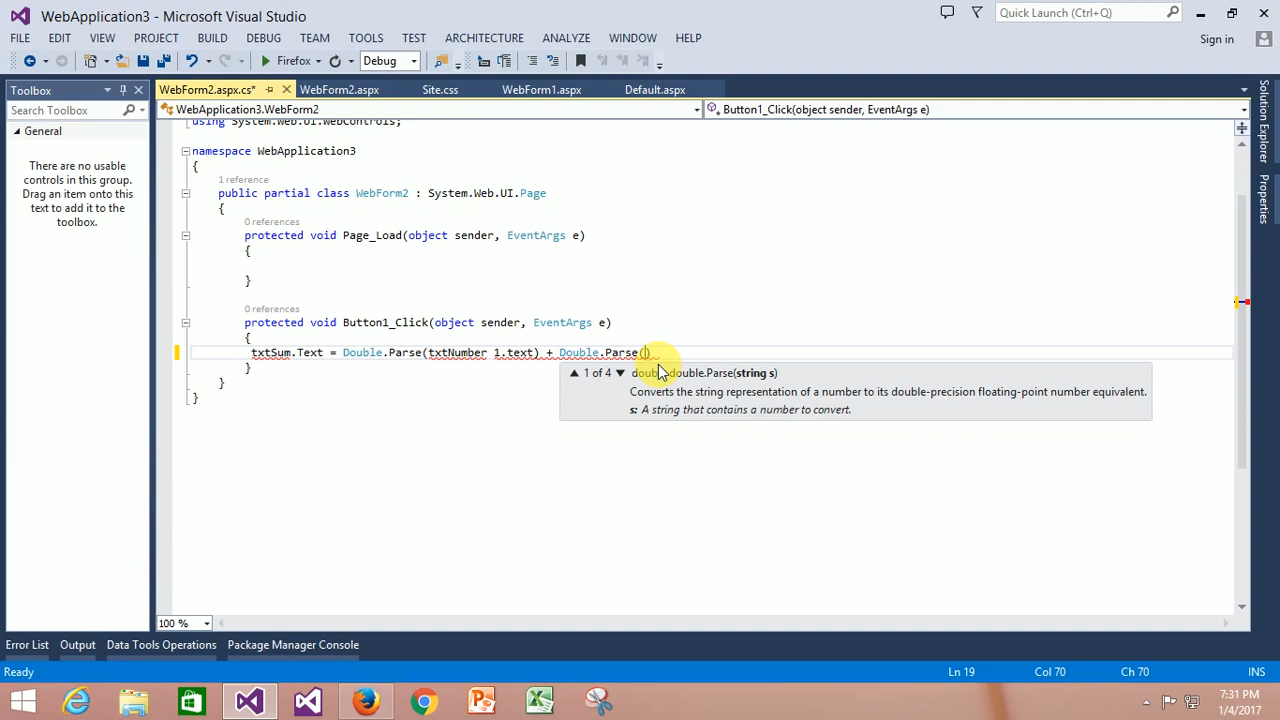 WebApplication3 - Microsoft Visual Studio
Quick Launch (Ctrl+Q)
FILE EDIT VIEW PROJECT BUILD DEBUG TEAM TOOLS TEST ARCHITECTURE ANALYZE WINDOW HELP
Sign in
Firefox Debug
Toolbox
WebForm2.aspx.cs* WebForm2.aspx Site.css WebForm1.aspx Default.aspx
Search Toolbox
WebApplication3.WebForm2
Button1_Click(object sender, EventArgs e)
General
There are no usable
controls in this group.
Drag an item onto this
text to add it to the
toolbox.
using System.Web.UI.WebControls;
namespace WebApplication3
{
1 reference
public partial class WebForm2 : System.Web.UI.Page
{
0 references
protected void Page_Load(object sender, EventArgs e)
{
}
0 references
protected void Button1_Click(object sender, EventArgs e)
{
txtSum.Text = Double.Parse(txtNumber 1.text) + Double.Parse()
}
}
}
1 of 4 double.Parse(string s)
Converts the string representation of a number to its double-precision floating-point number equivalent.
s: A string that contains a number to convert.
Solution Explorer
Properties
100 %
Error List Output Data Tools Operations Package Manager Console
Ready
Ln 19 Col 70 Ch 70 INS
7:31 PM
1/4/2017